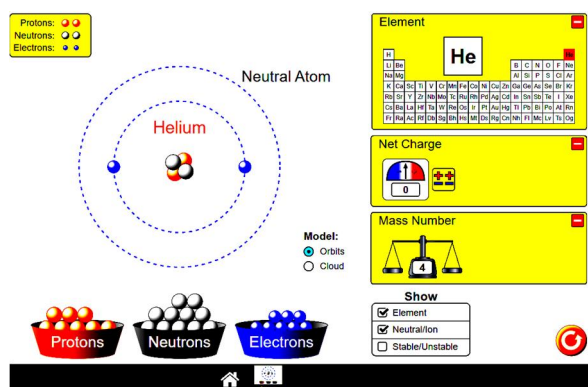 Protons:
Neutrons:
Electrons:
Neutral Atom
Helium
Model:
Orbits
Cloud
Protons
Neutrons
Electrons
Element
He
H He
Li Be B C N O F Ne
Na Mg Al Si P S Cl Ar
K Ca Sc Ti V Cr Mn Fe Co Ni Cu Zn Ga Ge As Se Br Kr
Rb Sr Y Zr Nb Mo Tc Ru Rh Pd Ag Cd In Sn Sb Te I Xe
Cs Ba La Hf Ta W Re Os Ir Pt Au Hg Tl Pb Bi Po At Rn
Fr Ra Ac Rf Db Sg Bh Hs Mt Ds Rg Cn Nh Fl Mc Lv Ts Og
Net Charge
0
Mass Number
4
Show
Element
Neutral/Ion
Stable/Unstable